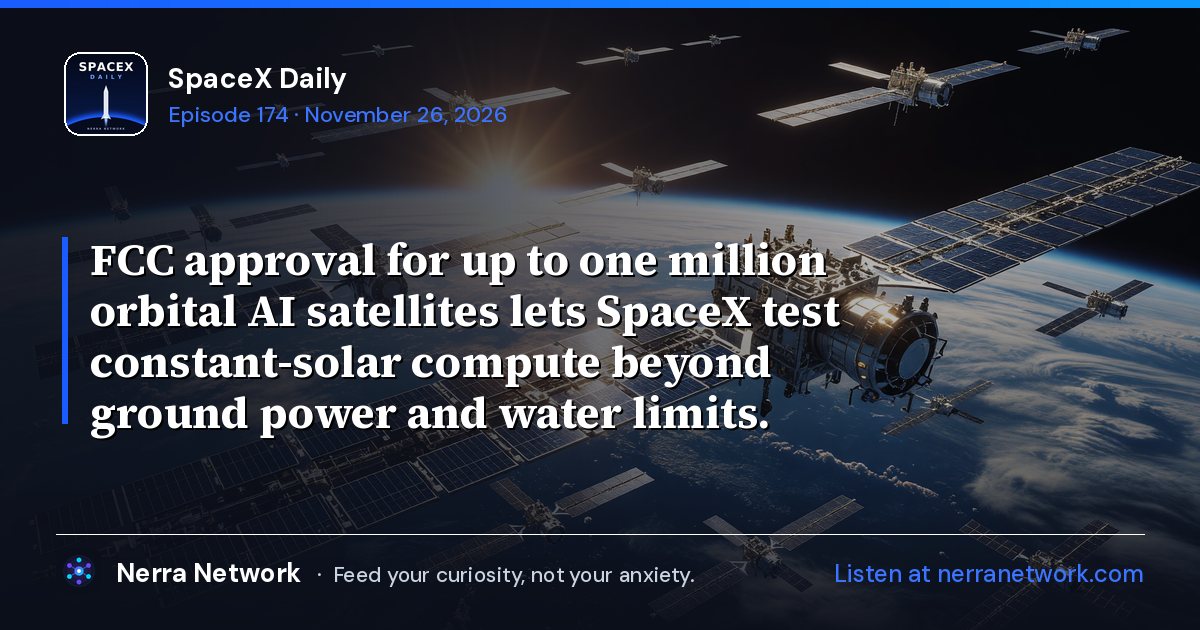 SPACEX
DAILY
NERRA NETWORK
SpaceX Daily
Episode 174 · November 26, 2026
FCC approval for up to one million
orbital AI satellites lets SpaceX test
constant-solar compute beyond
ground power and water limits.
Nerra Network · Feed your curiosity, not your anxiety.
Listen at nerranetwork.com